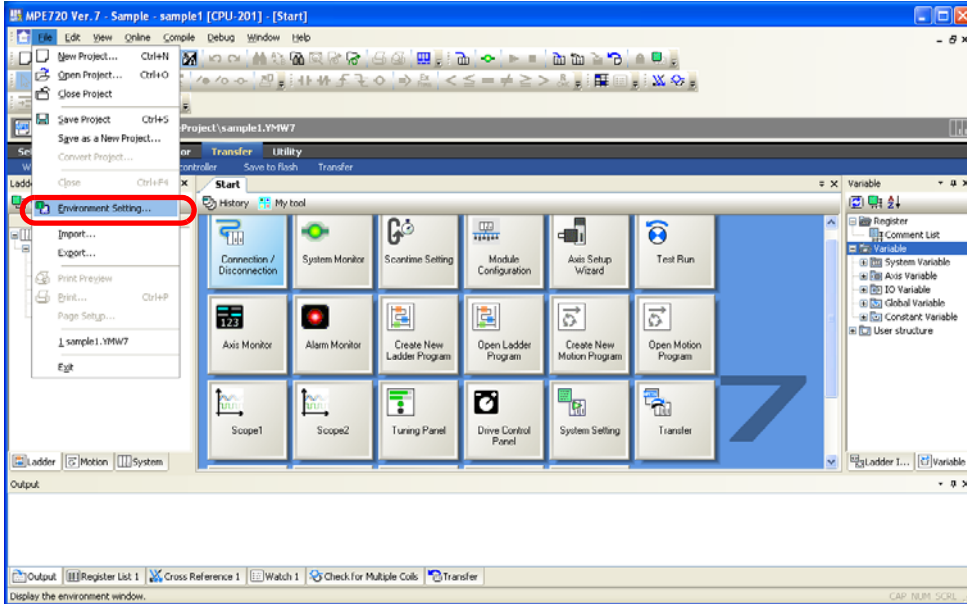 MPE720 Ver. 7 - Sample - sample1 [CPU-201] - [Start]
File Edit View Online Compile Debug Window Help
New Project... Ctrl+N
Open Project... Ctrl+O
Close Project
Save Project Ctrl+S
Save as a New Project...
Convert Project...
Close Ctrl+F4
Environment Setting...
Import...
Export...
Print Preview
Print... Ctrl+P
Page Setup...
1 sample1.YMW7
Exit
Project\sample1.YMW7
Transfer Utility
Save to flash Transfer
Start
History My tool
Connection / Disconnection
System Monitor
Scantime Setting
Module Configuration
Axis Setup Wizard
Test Run
123
Axis Monitor
Alarm Monitor
Create New Ladder Program
Open Ladder Program
Create New Motion Program
Open Motion Program
Scope1
Scope2
Tuning Panel
Drive Control Panel
System Setting
Transfer
7
Variable
Register
Comment List
Variable
System Variable
Axis Variable
IO Variable
Global Variable
Constant Variable
User structure
Ladder Motion System
Ladder I... Variable
Output
Output Register List 1 Cross Reference 1 Watch 1 Check for Multiple Coils Transfer
Display the environment window.
CAP NUM SCRL